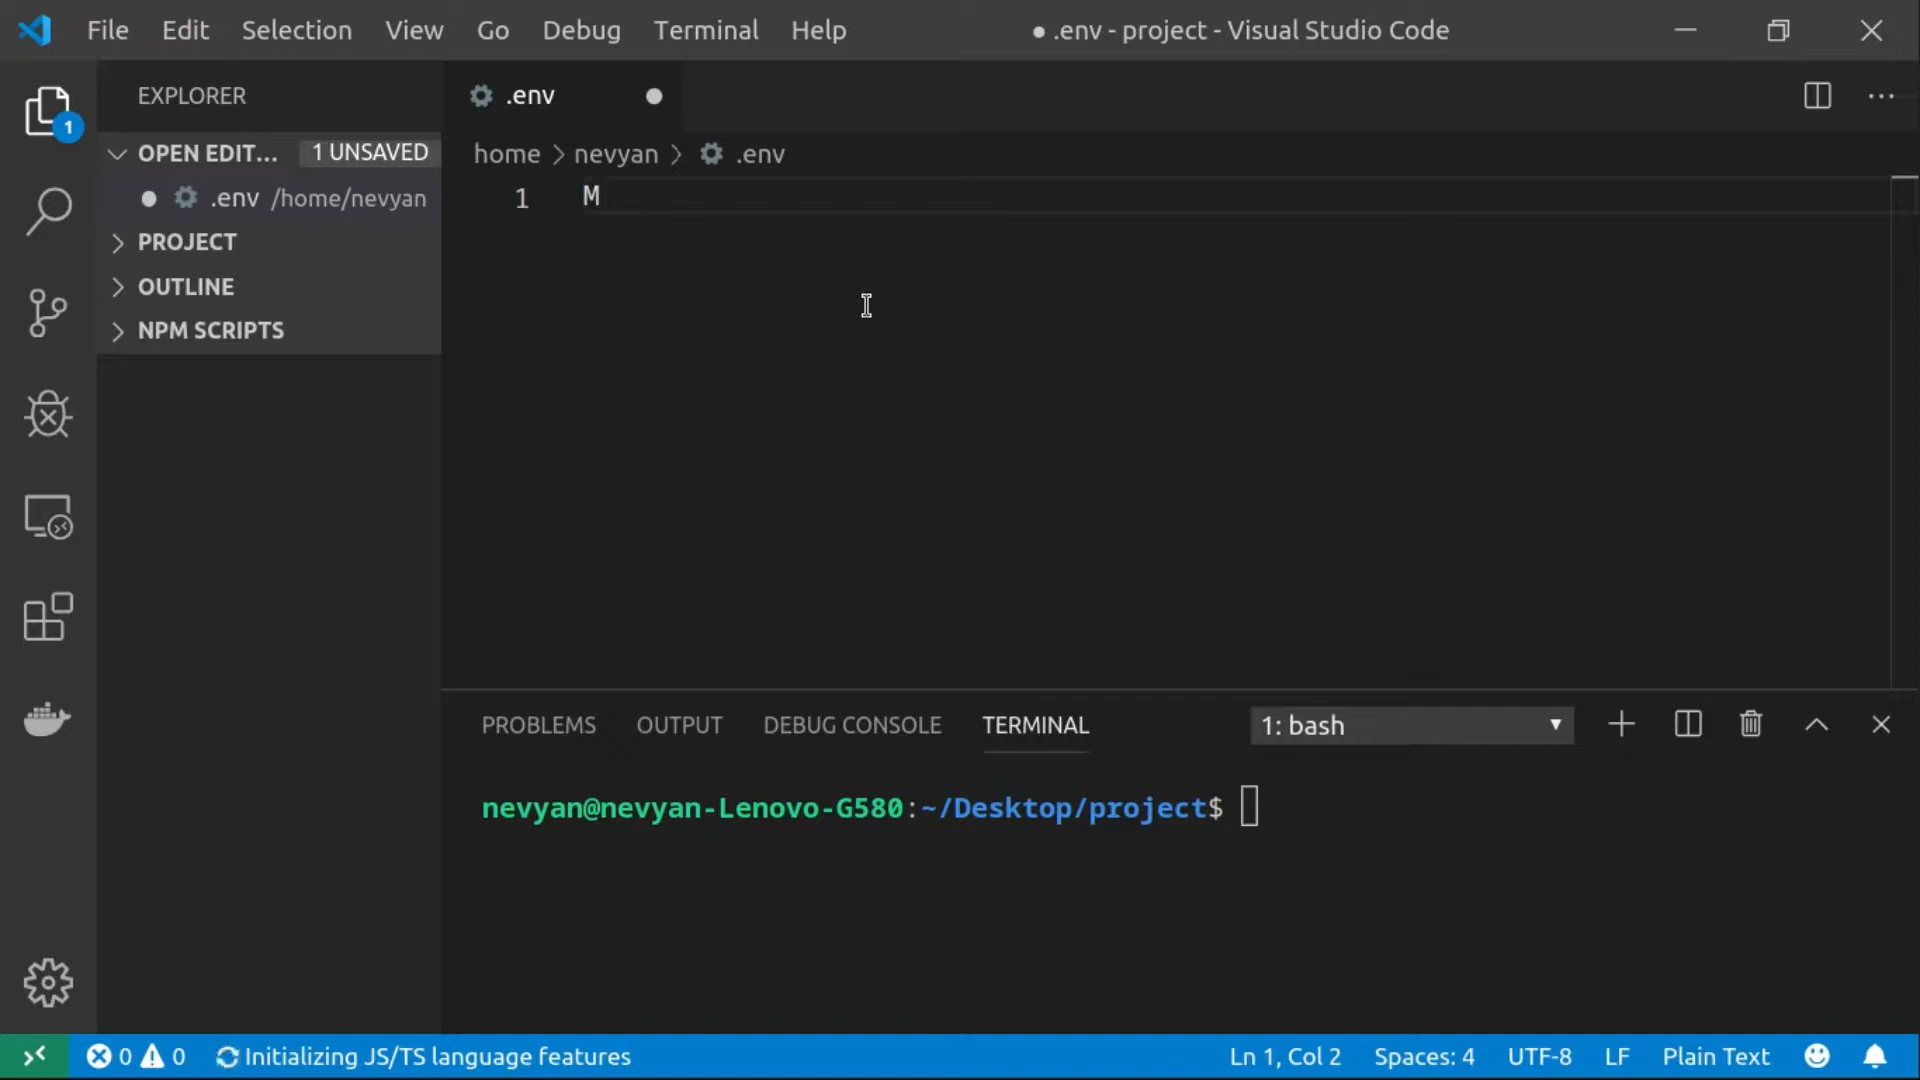 File Edit Selection View Go Debug Terminal Help
● .env - project - Visual Studio Code
EXPLORER
1
OPEN EDIT... 1 UNSAVED
.env /home/nevyan
PROJECT
OUTLINE
NPM SCRIPTS
.env
home > nevyan > .env
1 M
PROBLEMS OUTPUT DEBUG CONSOLE TERMINAL
1: bash
nevyan@nevyan-Lenovo-G580:~/Desktop/project$
0 0 Initializing JS/TS language features
Ln 1, Col 2 Spaces: 4 UTF-8 LF Plain Text